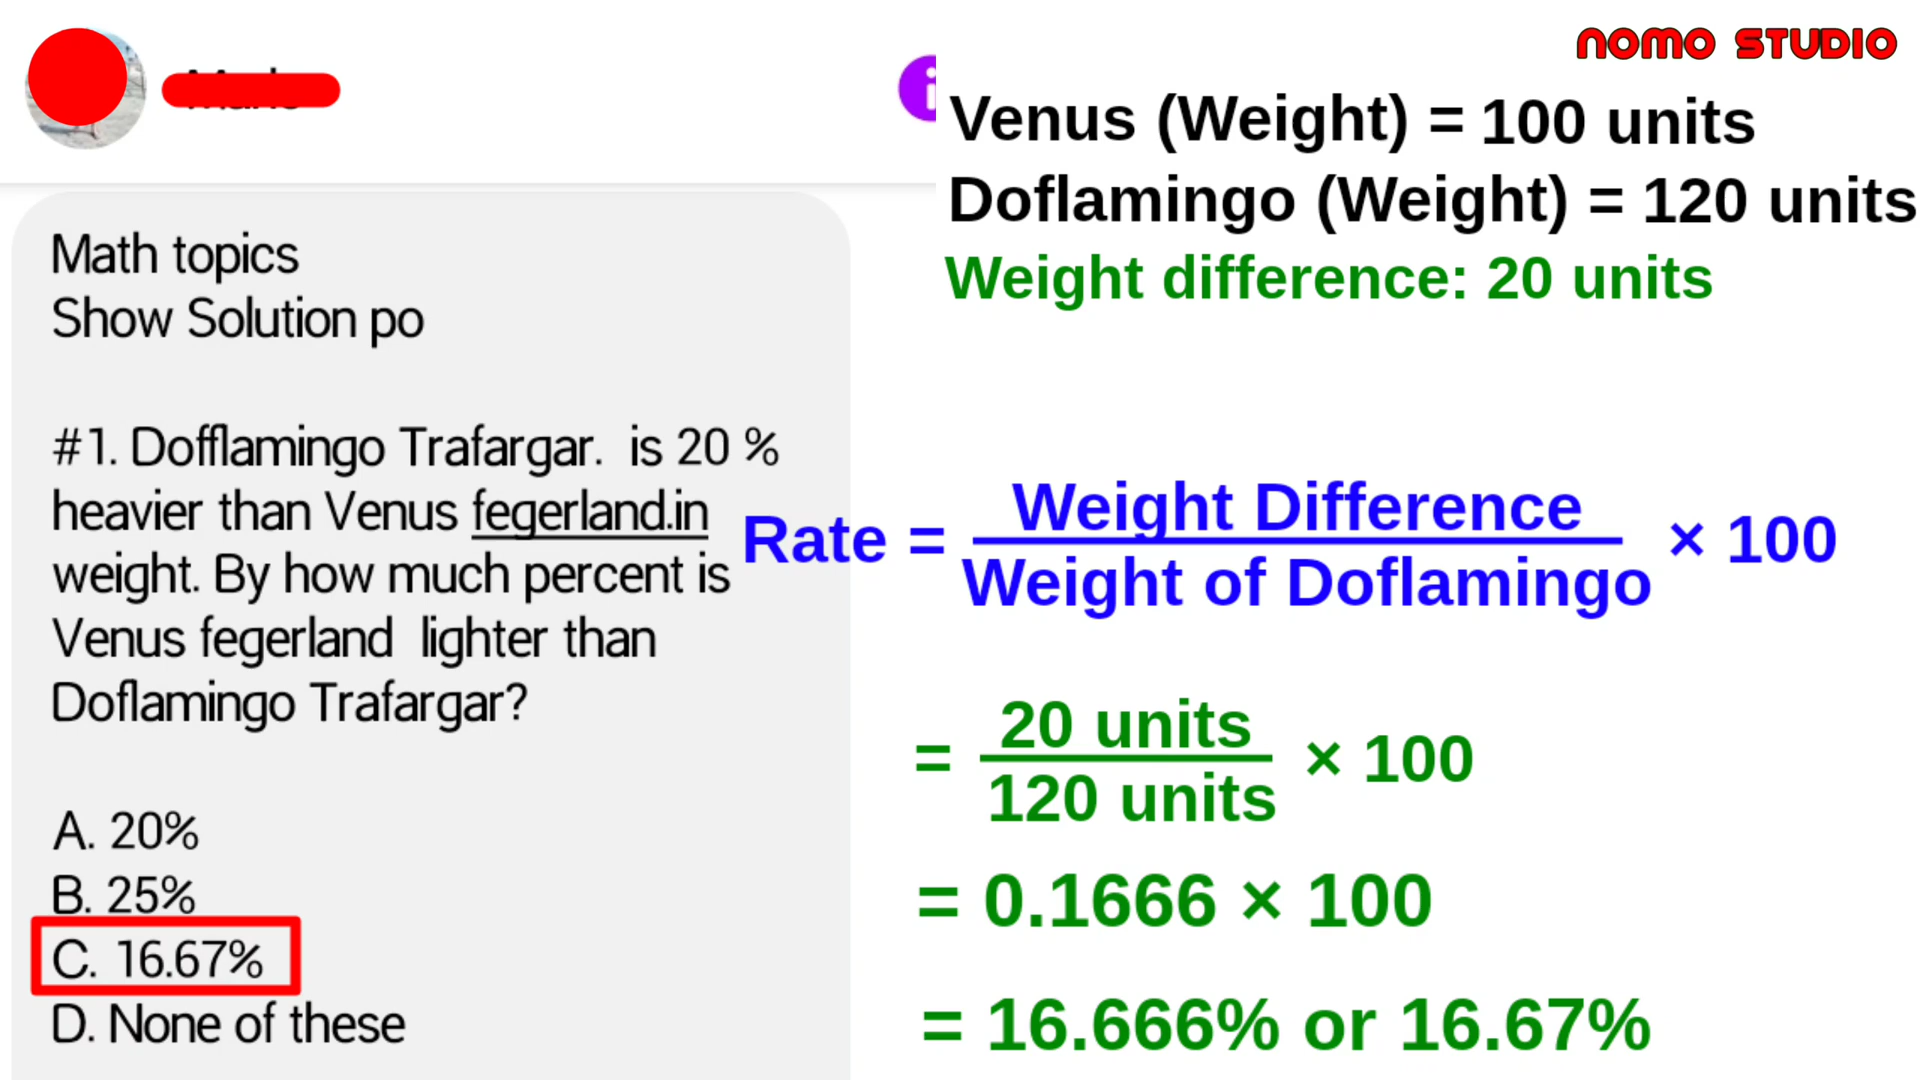 NOMO STUDIO
Math topics
Show Solution po
#1. Dofflamingo Trafargar.  is 20 %
heavier than Venus fegerland.in
weight. By how much percent is
Venus fegerland  lighter than
Doflamingo Trafargar?
A. 20%
B. 25%
C. 16.67%
D. None of these
Venus (Weight) = 100 units
Doflamingo (Weight) = 120 units
Weight difference: 20 units
Rate = Weight Difference
Weight of Doflamingo × 100
= 20 units
120 units × 100
= 0.1666 × 100
= 16.666% or 16.67%